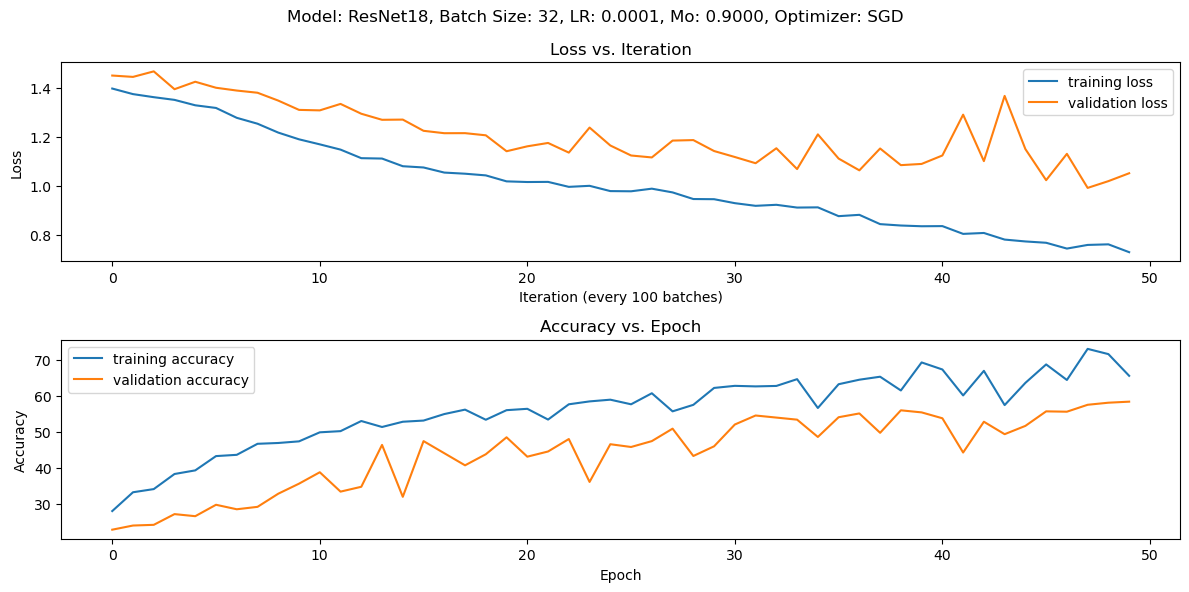 Model: ResNet18, Batch Size: 32, LR: 0.0001, Mo: 0.9000, Optimizer: SGD
Loss vs. Iteration
training loss
validation loss
Loss
1.4
1.2
1.0
0.8
0 10 20 30 40 50
Iteration (every 100 batches)
Accuracy vs. Epoch
training accuracy
validation accuracy
Accuracy
70
60
50
40
30
0 10 20 30 40 50
Epoch